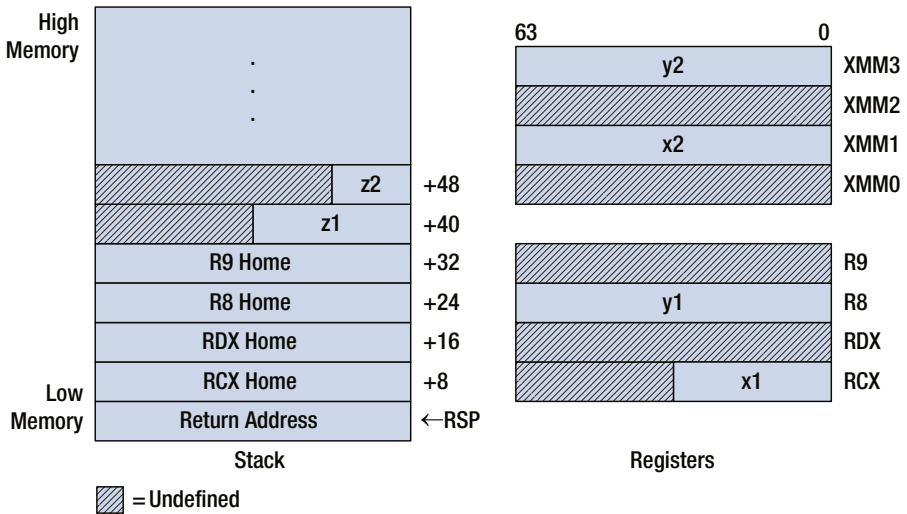 High
Memory
.
.
.
z2
+48
z1
+40
R9 Home
+32
R8 Home
+24
RDX Home
+16
RCX Home
+8
Low
Memory
Return Address
←RSP
Stack
63
0
y2
XMM3
XMM2
x2
XMM1
XMM0
R9
y1
R8
RDX
x1
RCX
Registers
= Undefined